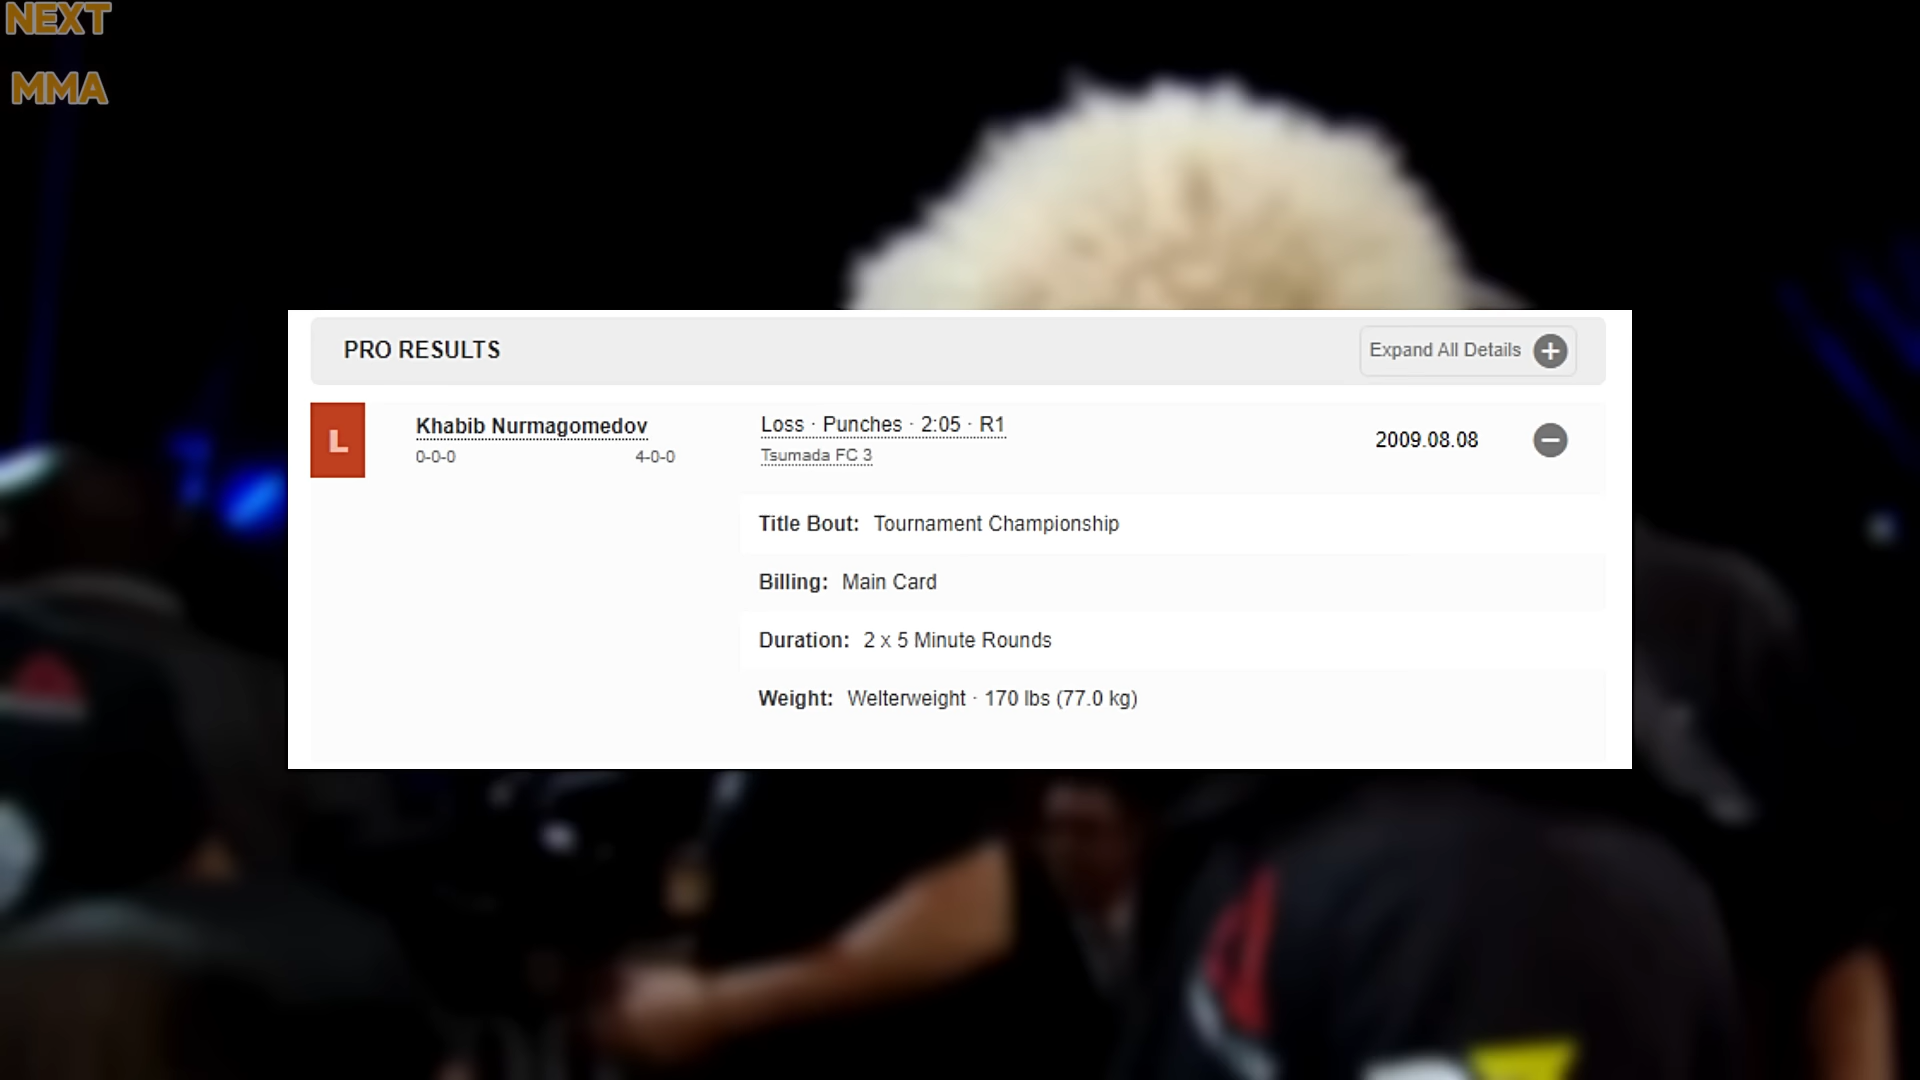 NEXT
MMA
PRO RESULTS
Expand All Details
L
Khabib Nurmagomedov
Loss · Punches · 2:05 · R1
2009.08.08
0-0-0
4-0-0
Tsumada FC 3
Title Bout: Tournament Championship
Billing: Main Card
Duration: 2 x 5 Minute Rounds
Weight: Welterweight · 170 lbs (77.0 kg)